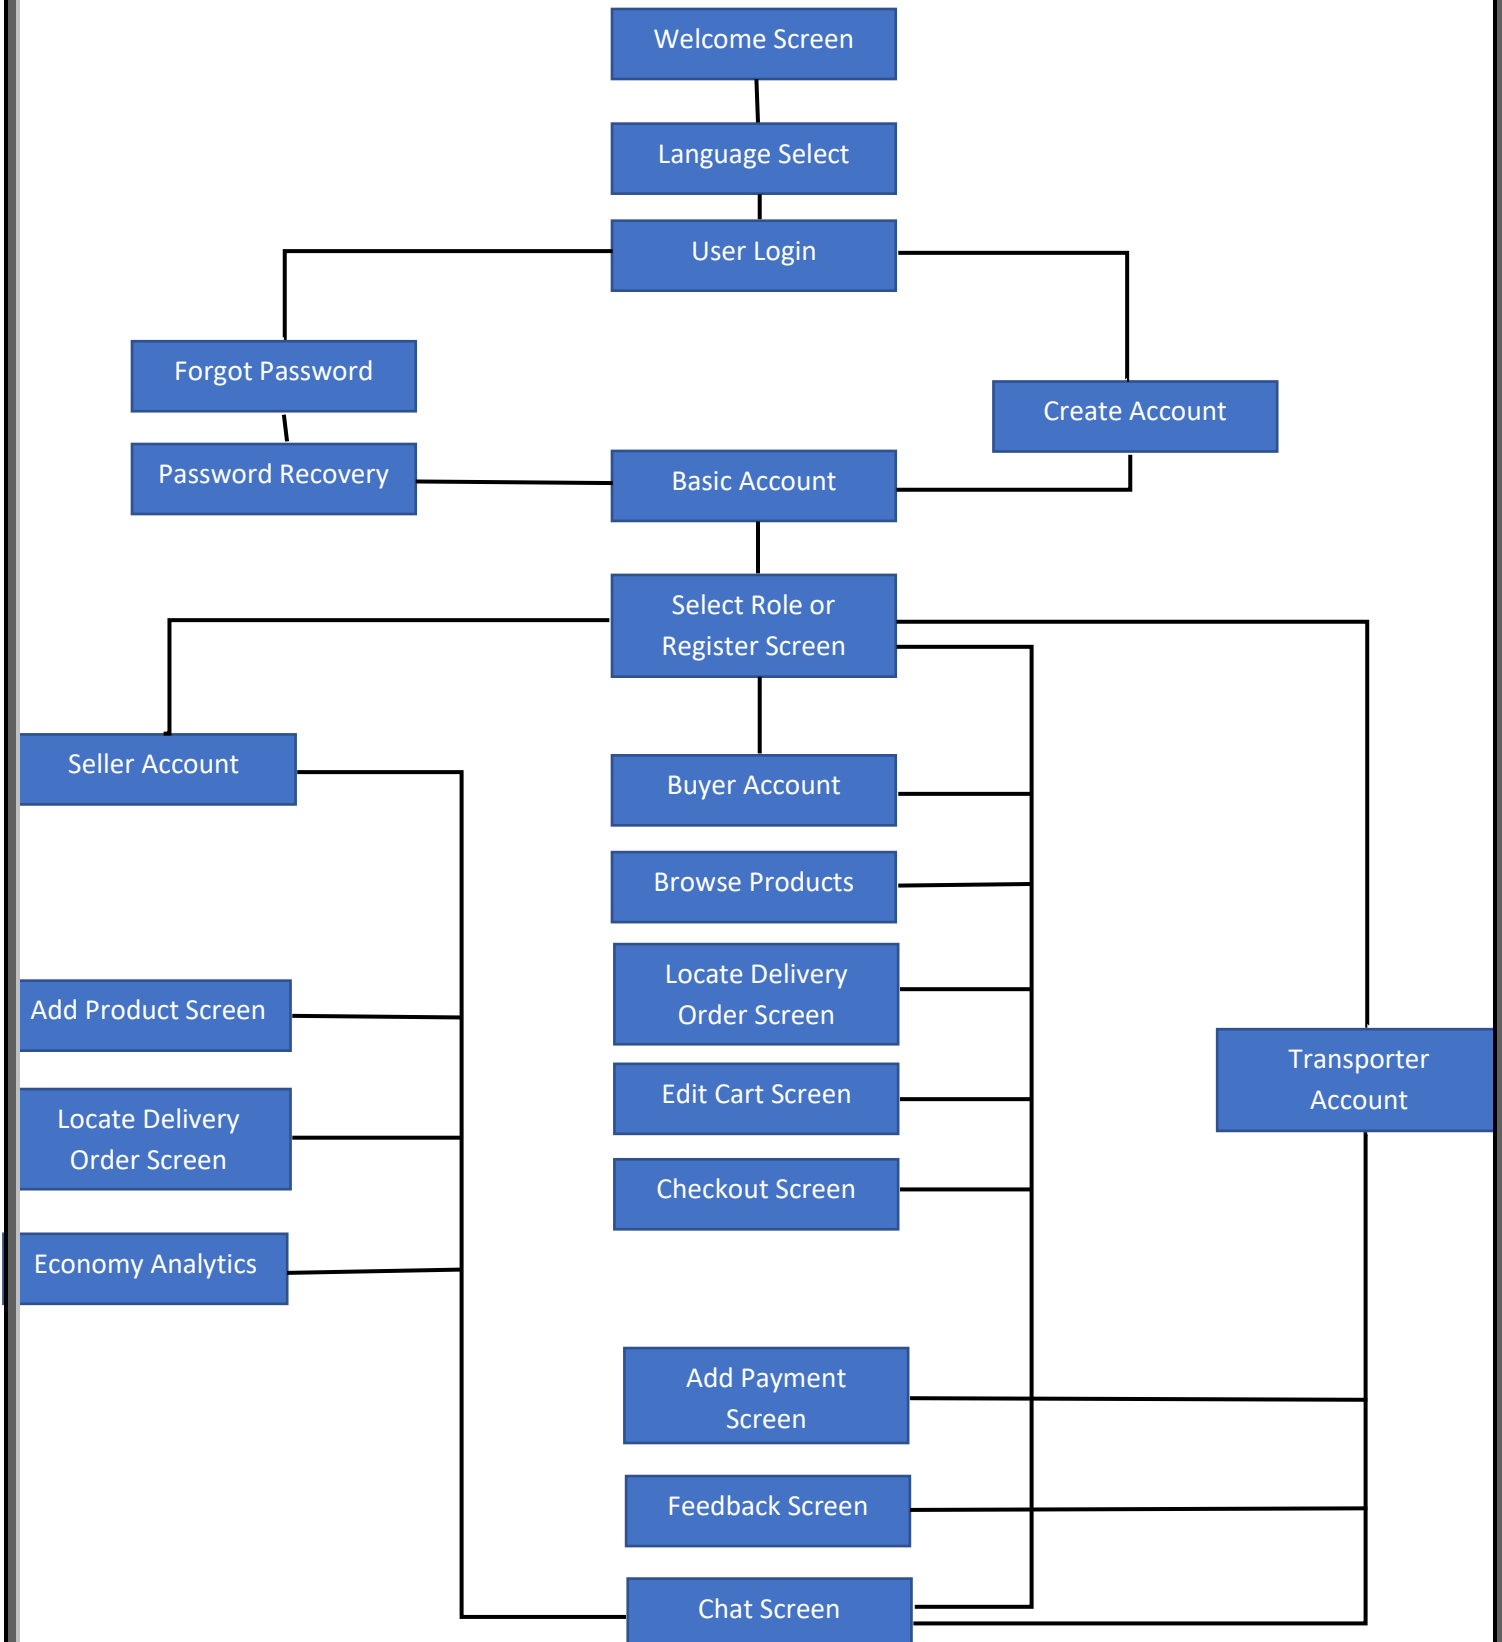 Welcome Screen
Language Select
User Login
Forgot Password
Create Account
Password Recovery
Basic Account
Select Role or
Register Screen
Seller Account
Buyer Account
Browse Products
Locate Delivery
Order Screen
Add Product Screen
Transporter
Account
Edit Cart Screen
Locate Delivery
Order Screen
Checkout Screen
Economy Analytics
Add Payment
Screen
Feedback Screen
Chat Screen